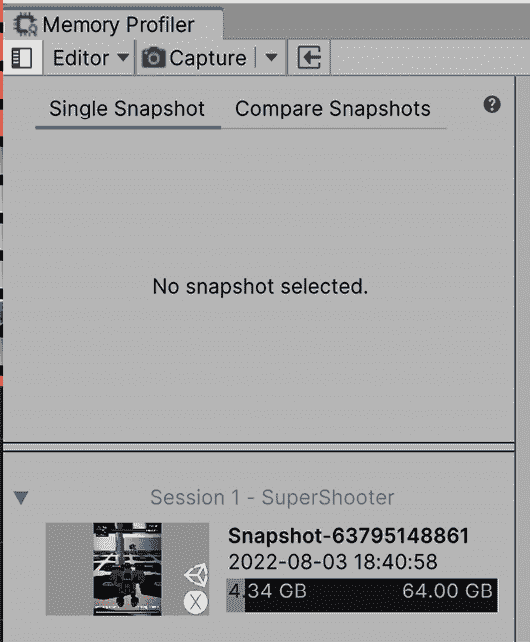 Memory Profiler
Editor Capture
Single Snapshot Compare Snapshots
No snapshot selected.
Session 1 - SuperShooter
Snapshot-63795148861
2022-08-03 18:40:58
4.34 GB 64.00 GB